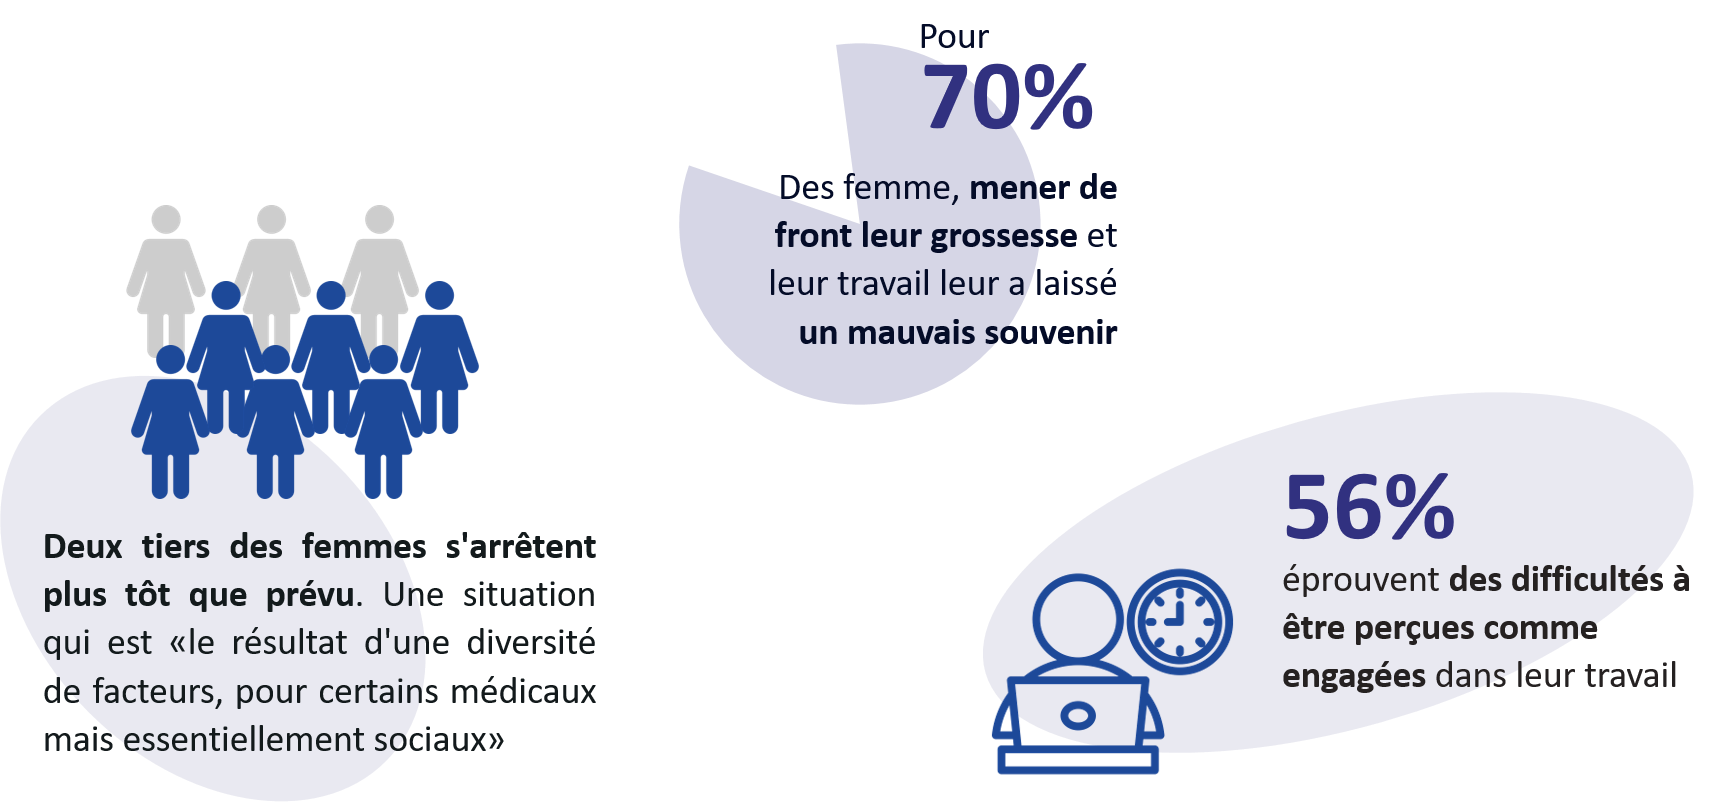 Pour
70%
Des femme, mener de
front leur grossesse et
leur travail leur a laissé
un mauvais souvenir
Deux tiers des femmes s'arrêtent
plus tôt que prévu. Une situation
qui est «le résultat d'une diversité
de facteurs, pour certains médicaux
mais essentiellement sociaux»
56%
éprouvent des difficultés à
être perçues comme
engagées dans leur travail